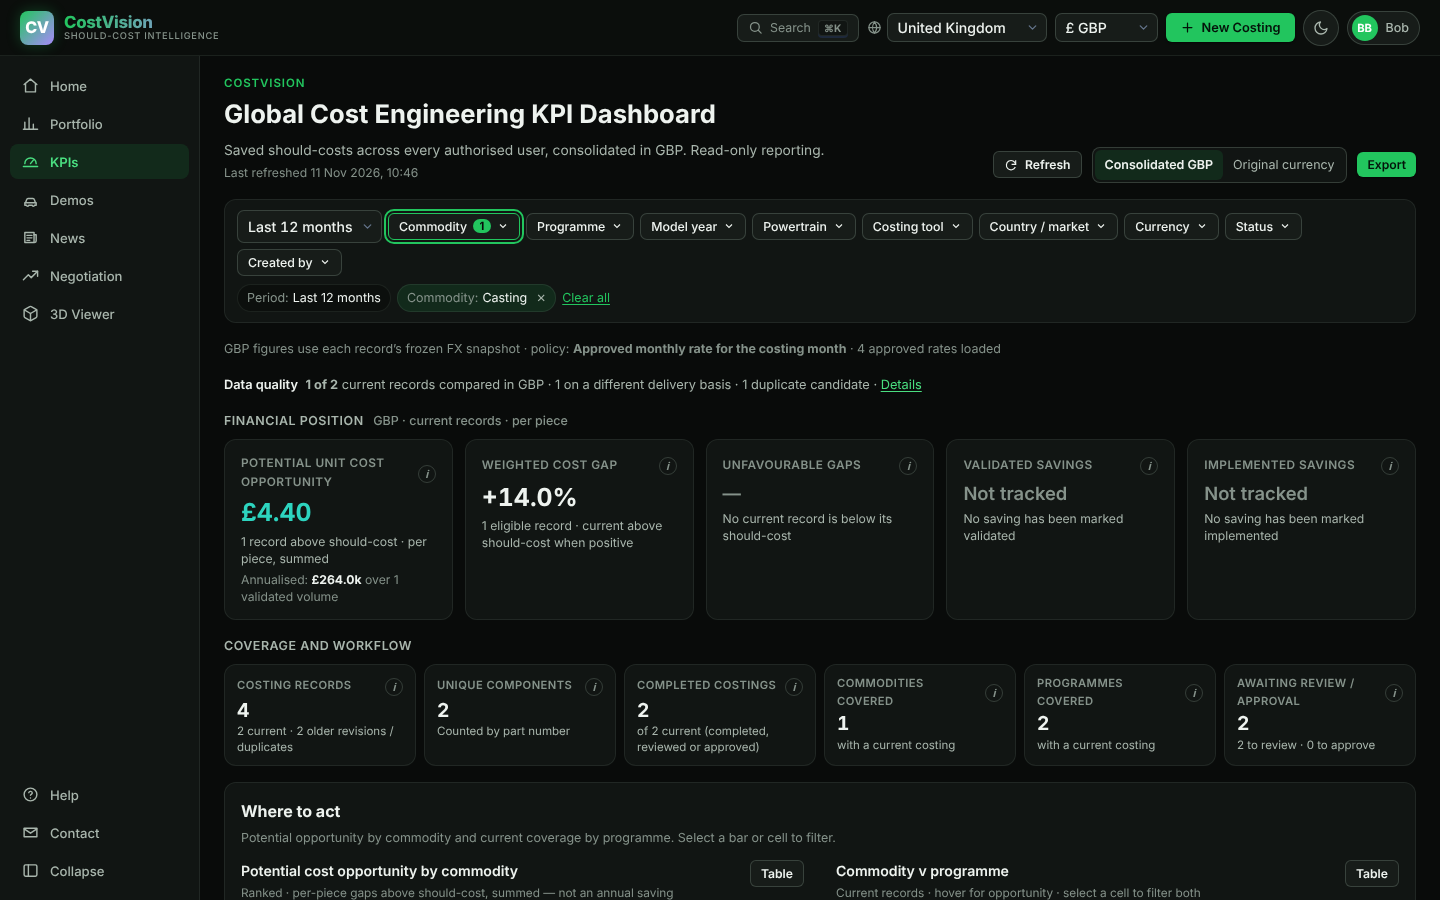 CV CostVision
SHOULD-COST INTELLIGENCE
Search ⌘K
United Kingdom
£ GBP
+ New Costing
BB Bob
Home
Portfolio
KPIs
Demos
News
Negotiation
3D Viewer
Help
Contact
Collapse
COSTVISION
Global Cost Engineering KPI Dashboard
Saved should-costs across every authorised user, consolidated in GBP. Read-only reporting.
Last refreshed 11 Nov 2026, 10:46
Refresh
Consolidated GBP
Original currency
Export
Last 12 months
Commodity 1
Programme
Model year
Powertrain
Costing tool
Country / market
Currency
Status
Created by
Period: Last 12 months
Commodity: Casting ×
Clear all
GBP figures use each record's frozen FX snapshot · policy: Approved monthly rate for the costing month · 4 approved rates loaded
Data quality 1 of 2 current records compared in GBP · 1 on a different delivery basis · 1 duplicate candidate · Details
FINANCIAL POSITION GBP · current records · per piece
POTENTIAL UNIT COST
OPPORTUNITY
i
£4.40
1 record above should-cost · per
piece, summed
Annualised: £264.0k over 1
validated volume
WEIGHTED COST GAP
i
+14.0%
1 eligible record · current above
should-cost when positive
UNFAVOURABLE GAPS
i
—
No current record is below its
should-cost
VALIDATED SAVINGS
i
Not tracked
No saving has been marked
validated
IMPLEMENTED SAVINGS
i
Not tracked
No saving has been marked
implemented
COVERAGE AND WORKFLOW
COSTING RECORDS
i
4
2 current · 2 older revisions /
duplicates
UNIQUE COMPONENTS
i
2
Counted by part number
COMPLETED COSTINGS
i
2
of 2 current (completed,
reviewed or approved)
COMMODITIES
COVERED
i
1
with a current costing
PROGRAMMES
COVERED
i
2
with a current costing
AWAITING REVIEW /
APPROVAL
i
2
2 to review · 0 to approve
Where to act
Potential opportunity by commodity and current coverage by programme. Select a bar or cell to filter.
Potential cost opportunity by commodity
Table
Ranked · per-piece gaps above should-cost, summed — not an annual saving
Commodity v programme
Table
Current records · hover for opportunity · select a cell to filter both